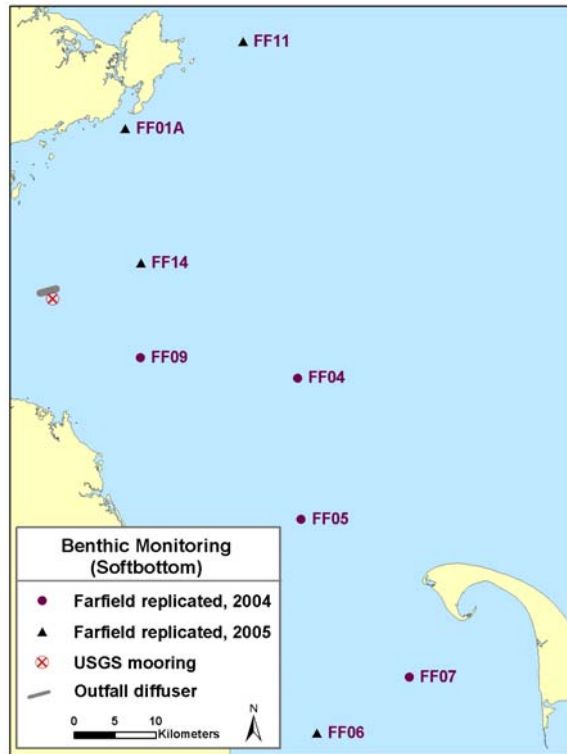 FF11
FF01A
FF14
FF09
FF04
FF05
Benthic Monitoring
(Softbottom)
Farfield replicated, 2004
Farfield replicated, 2005
USGS mooring
Outfall diffuser
0 5 10
Kilometers
N
FF07
FF06